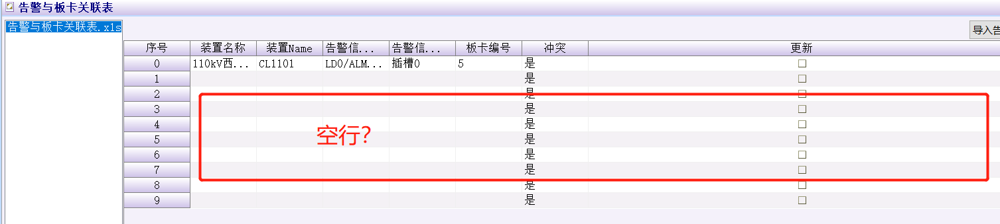 告警与板卡关联表
告警与板卡关联表.xls
导入告
序号 装置名称 装置Name 告警信... 告警信... 板卡编号 冲突 更新
0 110kV西... CL1101 LD0/ALM... 插槽0 5 是
1 是
2 是
3 是
4 是
空行?
5 是
6 是
7 是
8 是
9 是